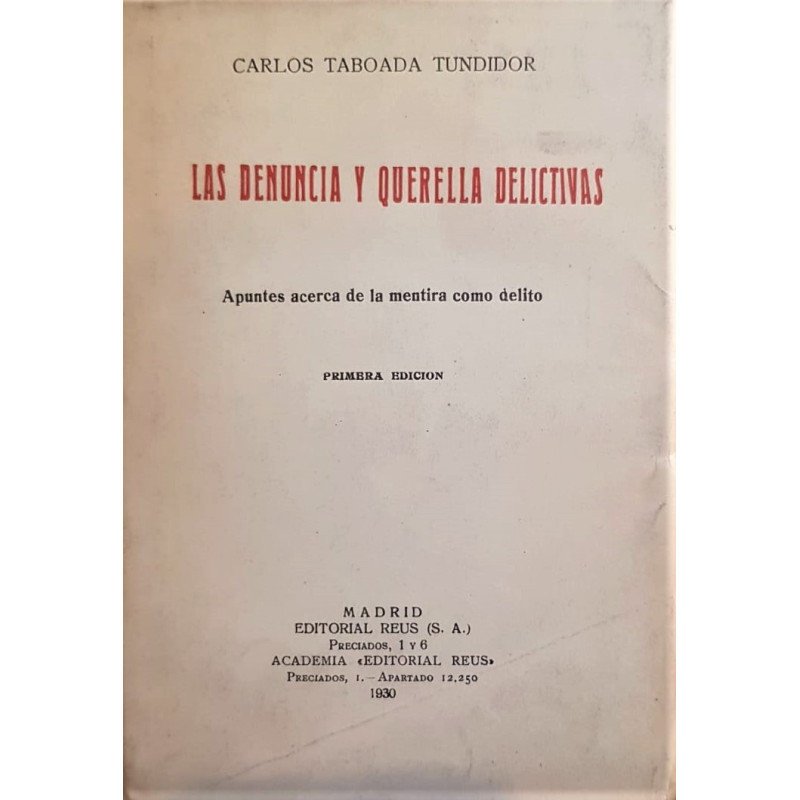 CARLOS TABOADA TUNDIDOR
LAS DENUNCIA Y QUERELLA DELICTIVAS
Apuntes acerca de la mentira como delito
PRIMERA EDICION
MADRID
EDITORIAL REUS (S. A.)
PRECIADOS, 1 Y 6
ACADEMIA «EDITORIAL REUS»
PRECIADOS, 1.—APARTADO 12,250
1930